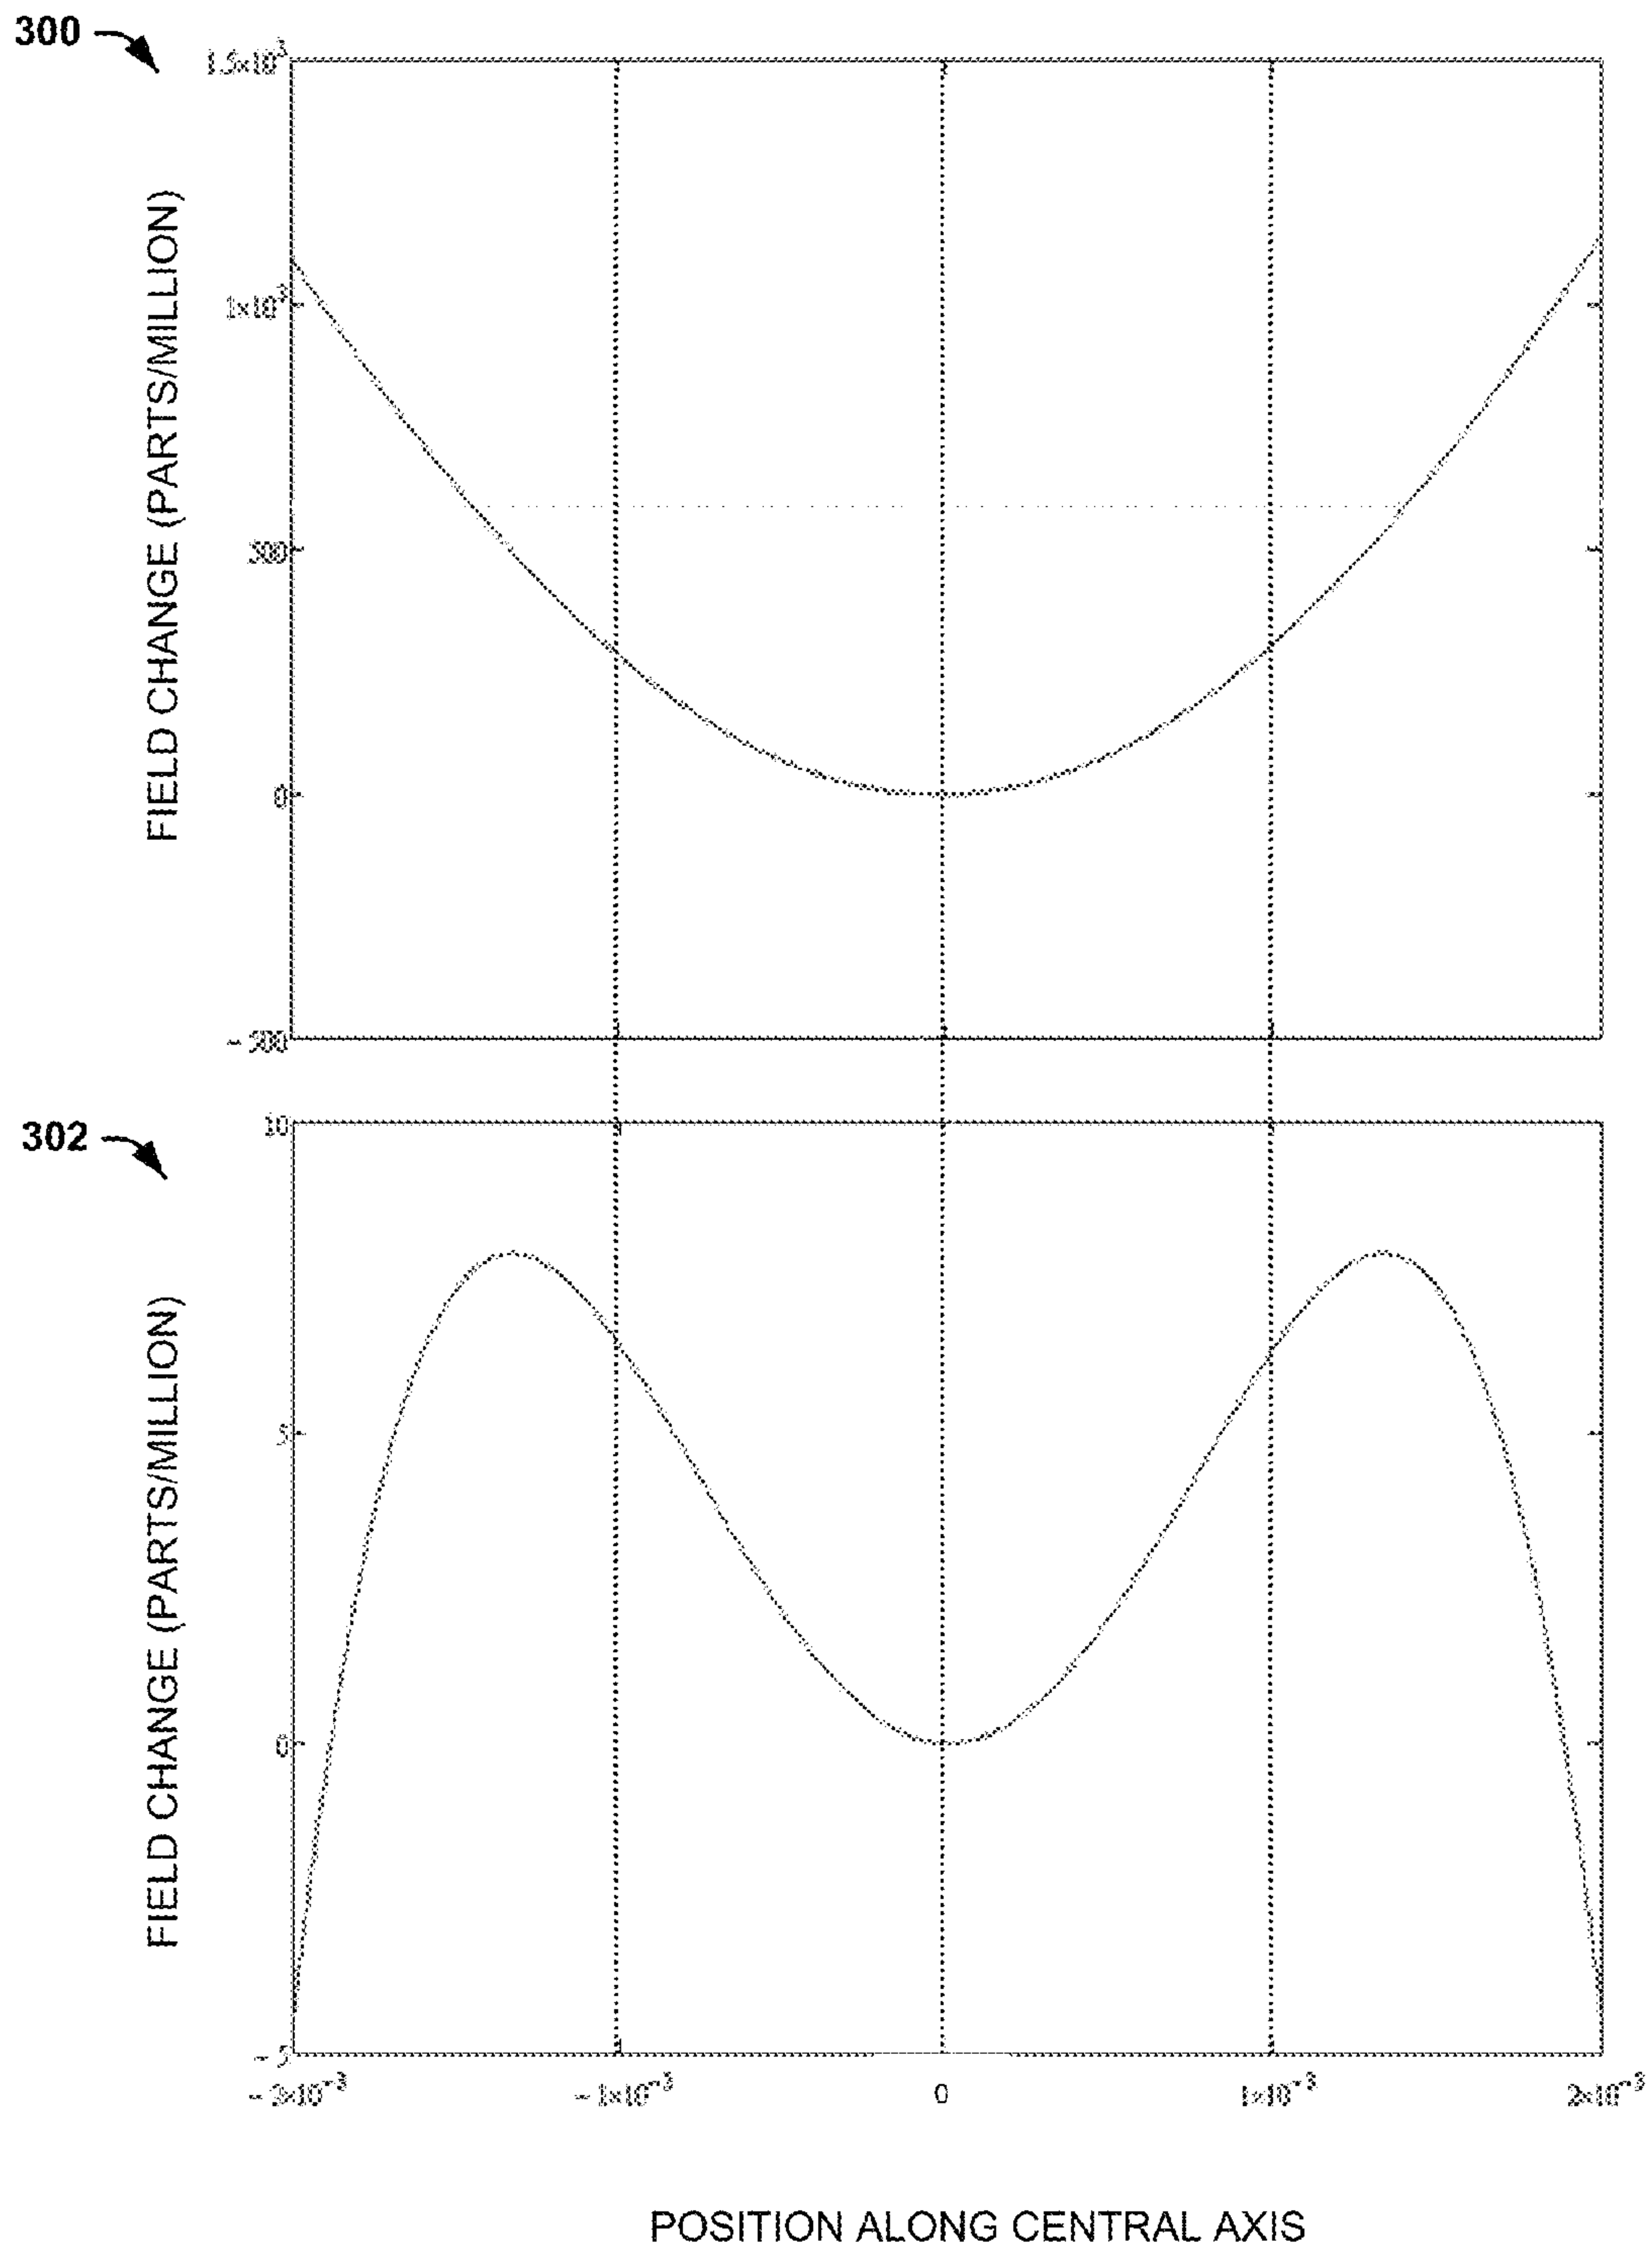 300
1.5×10³
1×10³
500
0
-500
FIELD CHANGE (PARTS/MILLION)
302
10
5
0
-5
FIELD CHANGE (PARTS/MILLION)
-3×10⁻³ -1×10⁻³ 0 1×10⁻³ 2×10⁻³
POSITION ALONG CENTRAL AXIS